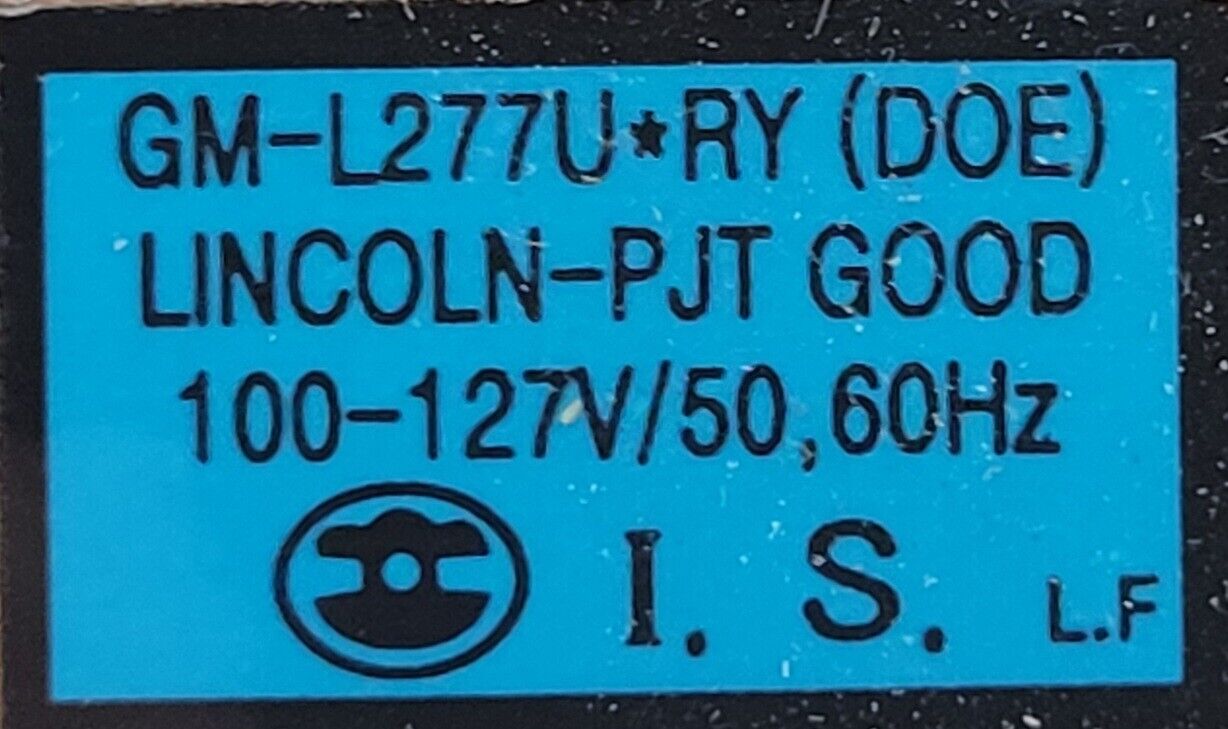 GM-L277U★RY (DOE)
LINCOLN-PJT GOOD
100-127V/50,60Hz
I. S. L.F